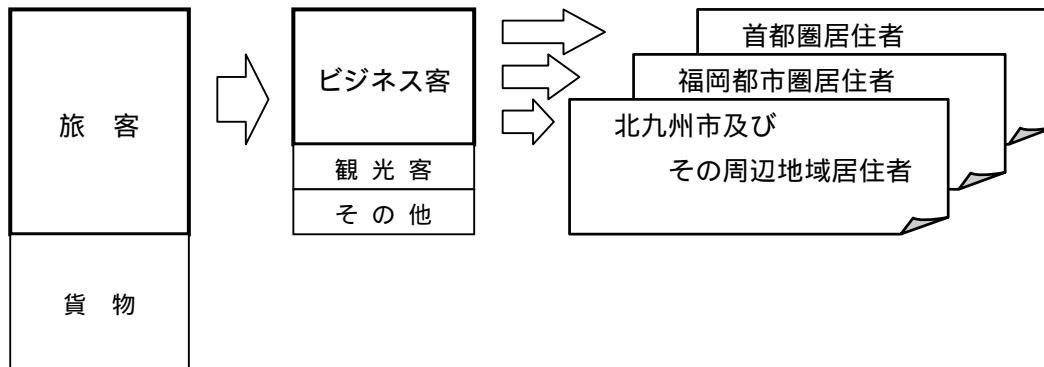 旅 客
貨 物
ビジネス客
観 光 客
そ の 他
首都圏居住者
福岡都市圏居住者
北九州市及び
その周辺地域居住者